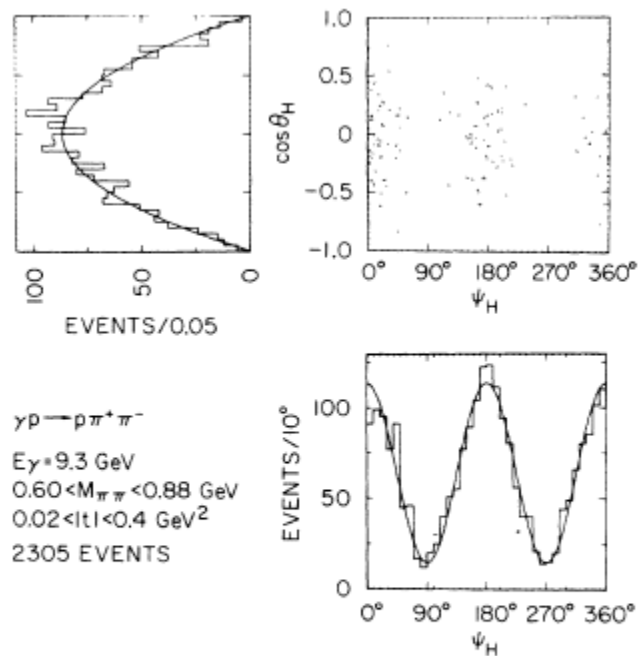 1.0
0.5
0
-0.5
-1.0
cos θH
0° 90° 180° 270° 360°
ψH
100 50 0
EVENTS/0.05
γp → pπ+π−
Eγ = 9.3 GeV
0.60 < Mππ < 0.88 GeV
0.02 < |t| < 0.4 GeV²
2305 EVENTS
100
50
0
EVENTS/10°
0° 90° 180° 270° 360°
ψH